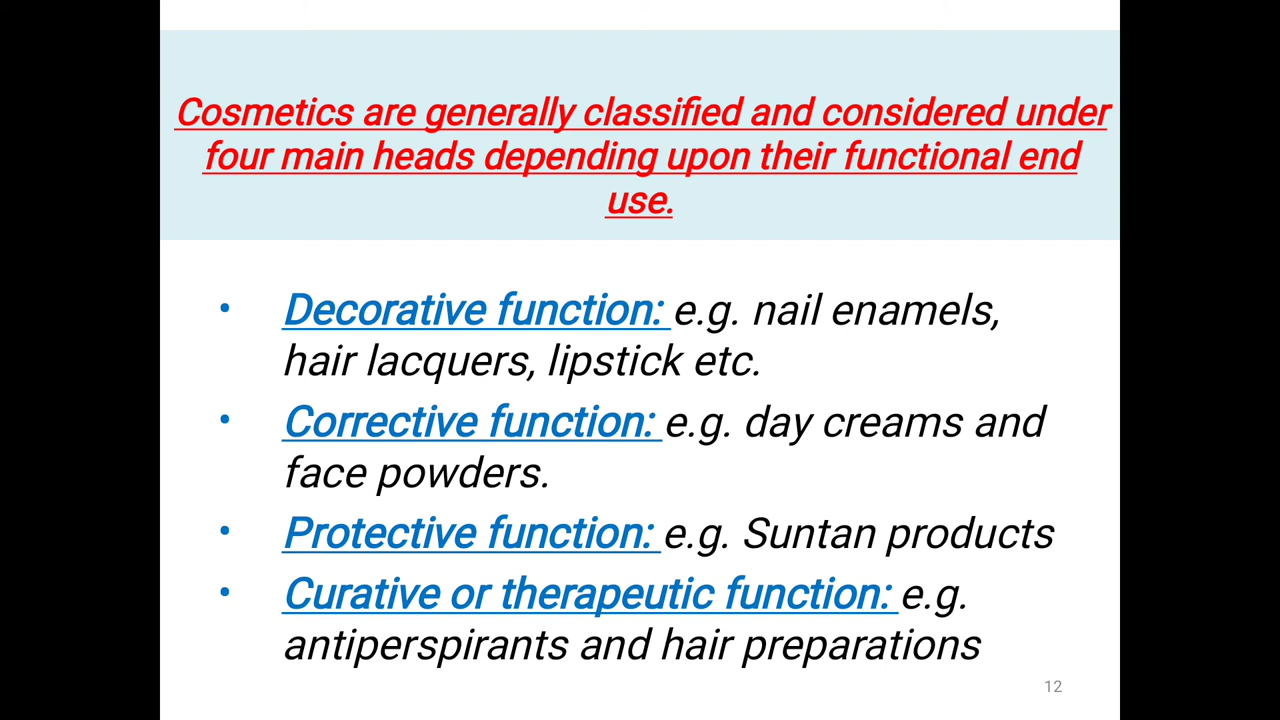 Cosmetics are generally classified and considered under
four main heads depending upon their functional end
use.
• Decorative function: e.g. nail enamels,
hair lacquers, lipstick etc.
• Corrective function: e.g. day creams and
face powders.
• Protective function: e.g. Suntan products
• Curative or therapeutic function: e.g.
antiperspirants and hair preparations
12